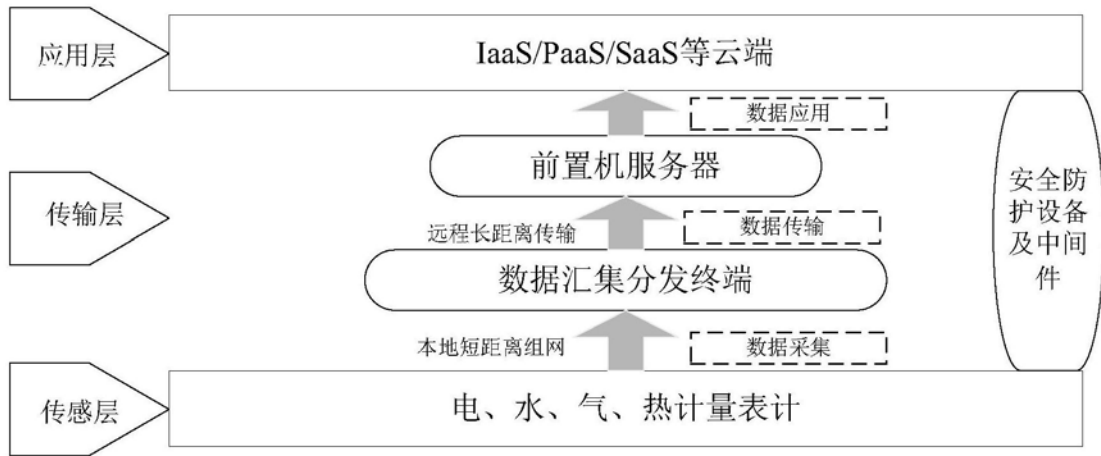 应用层
IaaS/PaaS/SaaS等云端
数据应用
前置机服务器
传输层
远程长距离传输
数据传输
数据汇集分发终端
本地短距离组网
数据采集
安全防
护设备
及中间
件
传感层
电、水、气、热计量表计